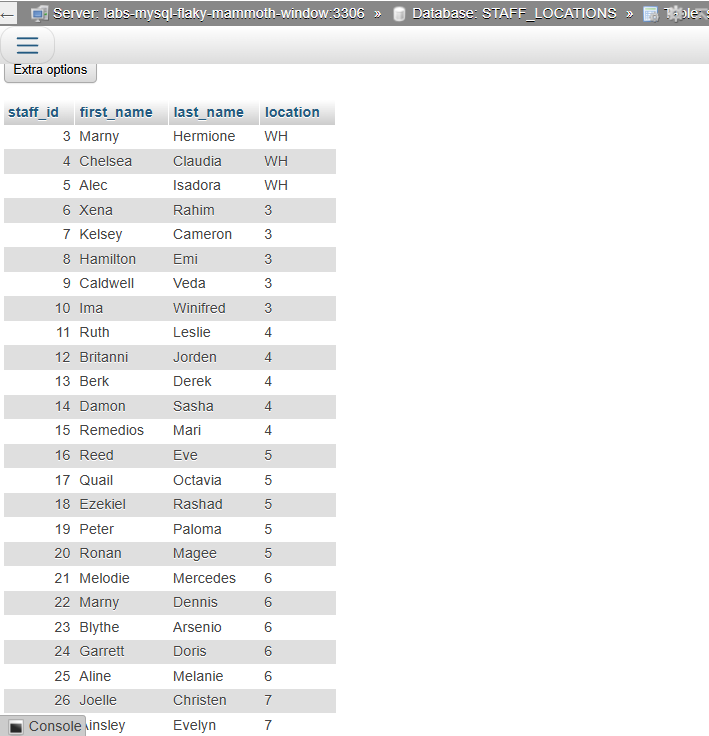 Server: labs-mysql-flaky-mammoth-window:3306 » Database: STAFF_LOCATIONS »
Extra options
staff_id first_name last_name location
3 Marny Hermione WH
4 Chelsea Claudia WH
5 Alec Isadora WH
6 Xena Rahim 3
7 Kelsey Cameron 3
8 Hamilton Emi 3
9 Caldwell Veda 3
10 Ima Winifred 3
11 Ruth Leslie 4
12 Britanni Jorden 4
13 Berk Derek 4
14 Damon Sasha 4
15 Remedios Mari 4
16 Reed Eve 5
17 Quail Octavia 5
18 Ezekiel Rashad 5
19 Peter Paloma 5
20 Ronan Magee 5
21 Melodie Mercedes 6
22 Marny Dennis 6
23 Blythe Arsenio 6
24 Garrett Doris 6
25 Aline Melanie 6
26 Joelle Christen 7
Console Ainsley Evelyn 7